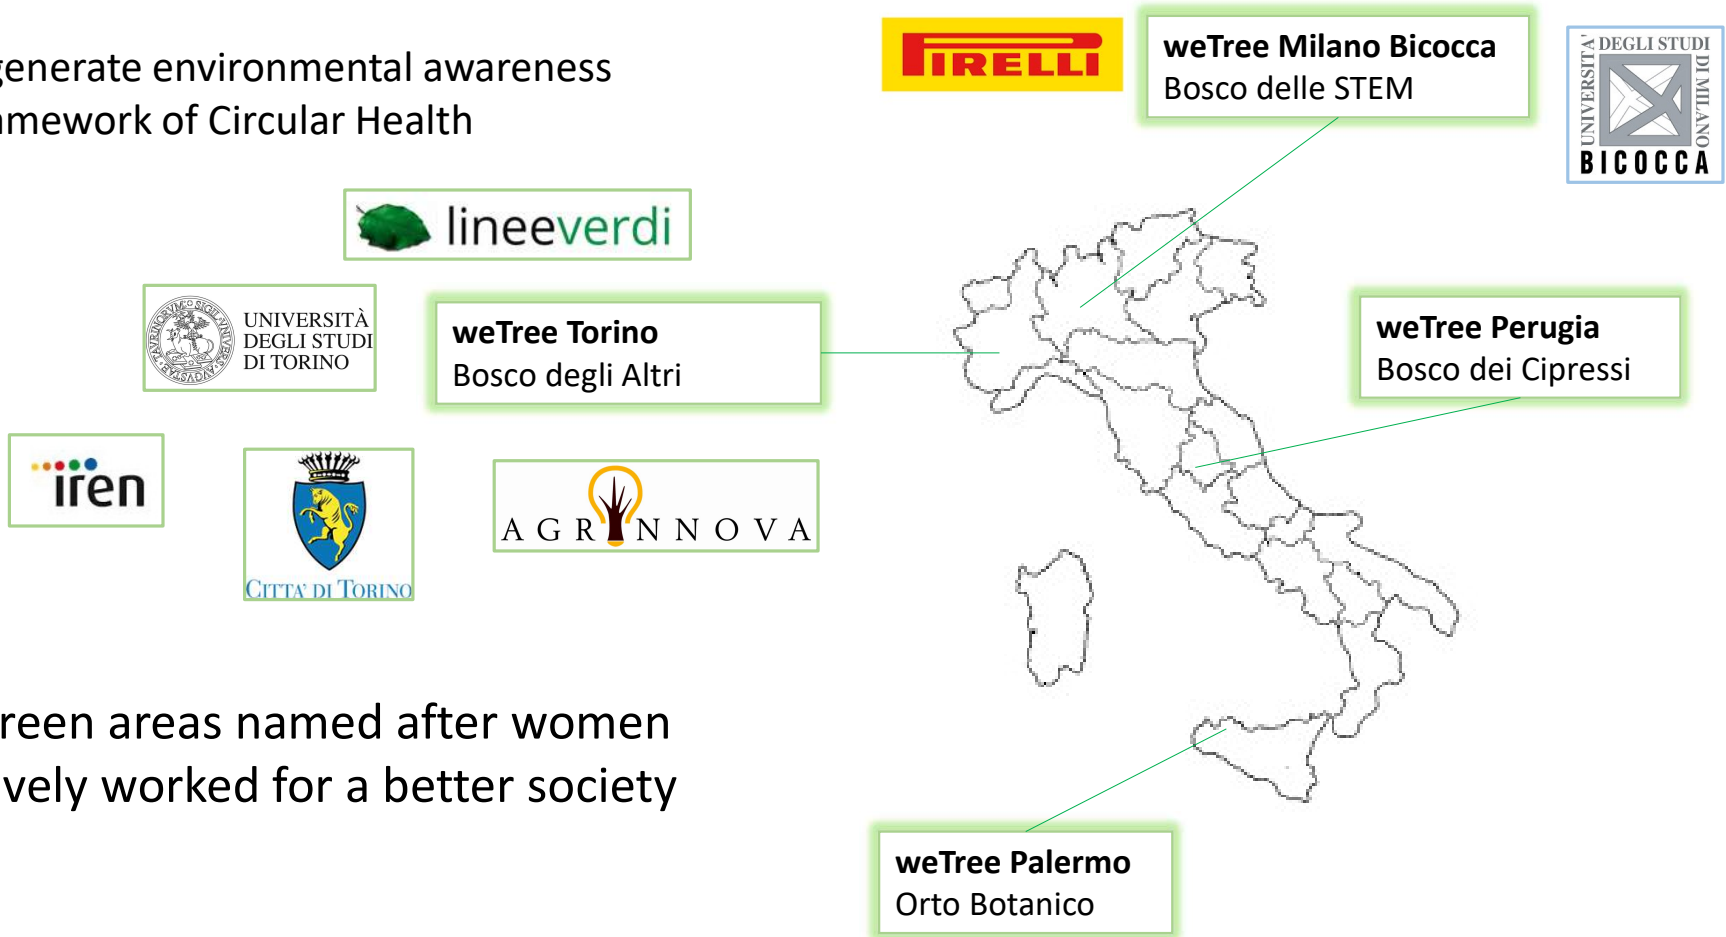 generate environmental awareness
amework of Circular Health
PIRELLI
weTree Milano Bicocca
Bosco delle STEM
UNIVERSITA' DEGLI STUDI DI MILANO
BICOCCA
lineeverdi
UNIVERSITÀ
DEGLI STUDI
DI TORINO
weTree Torino
Bosco degli Altri
weTree Perugia
Bosco dei Cipressi
iren
CITTA' DI TORINO
AGRINNOVA
reen areas named after women
vely worked for a better society
weTree Palermo
Orto Botanico